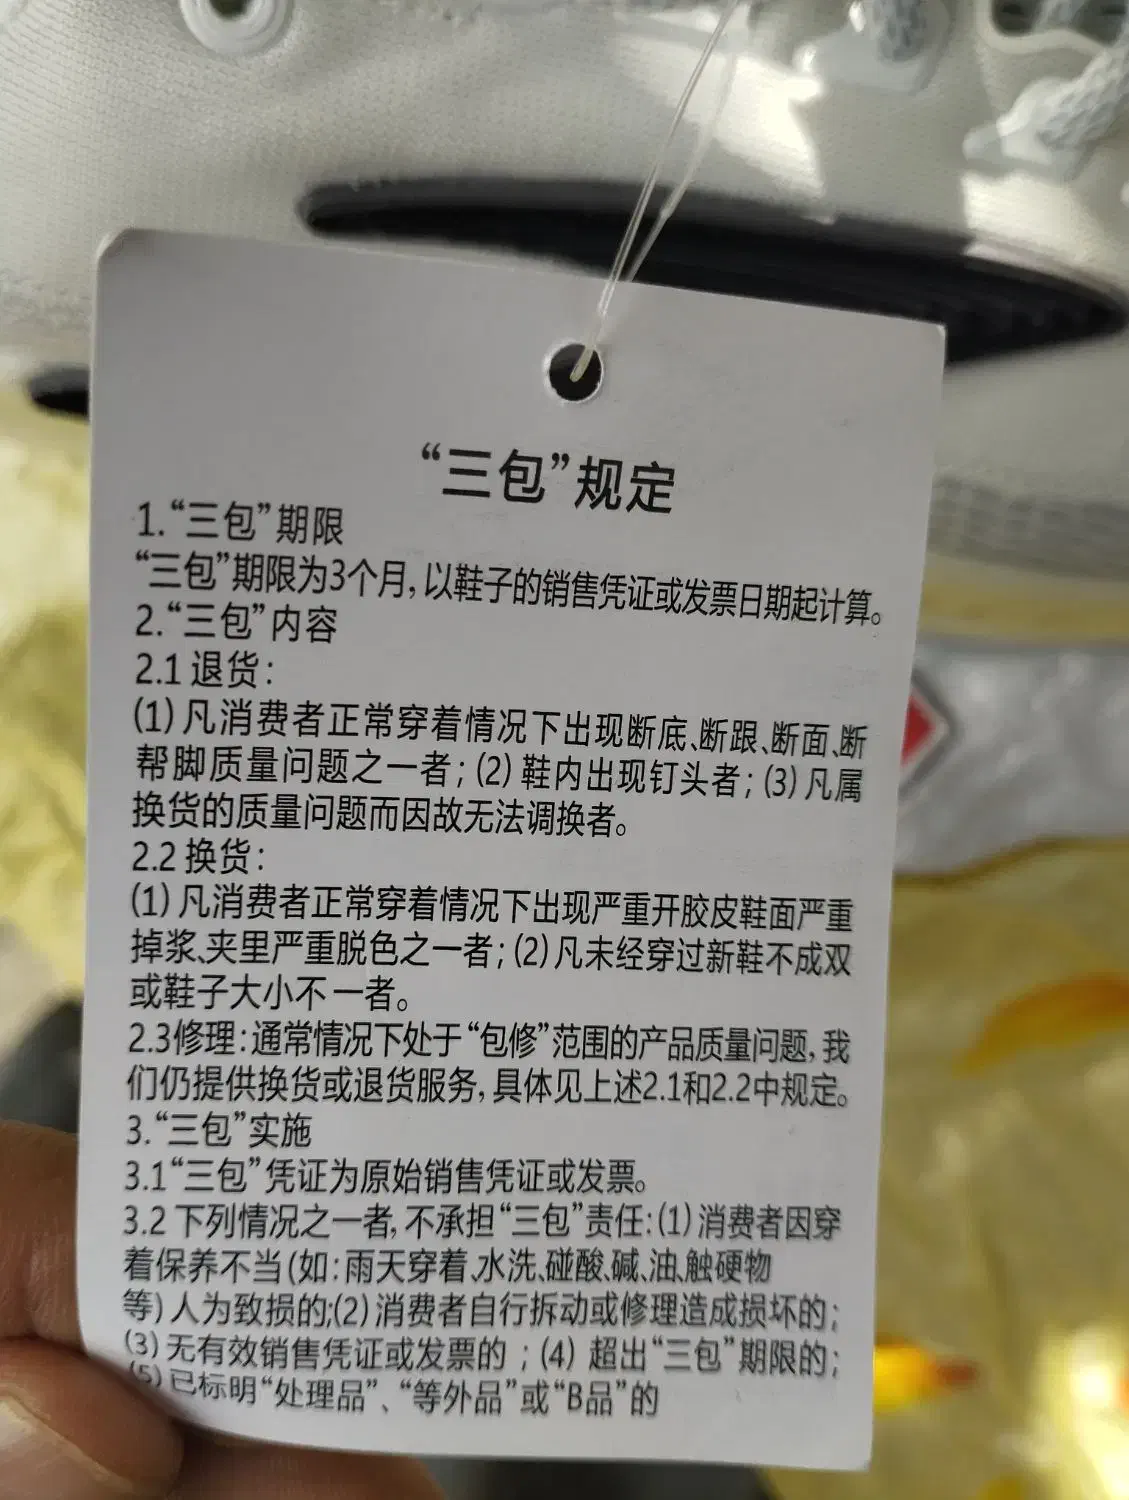 “三包”规定
1.“三包”期限
“三包”期限为3个月,以鞋子的销售凭证或发票日期起计算。
2.“三包”内容
2.1 退货:
(1)凡消费者正常穿着情况下出现断底、断跟、断面、断
帮脚质量问题之一者;(2)鞋内出现钉头者;(3)凡属
换货的质量问题而因故无法调换者。
2.2 换货:
(1)凡消费者正常穿着情况下出现严重开胶皮鞋面严重
掉浆、夹里严重脱色之一者;(2)凡未经穿过新鞋不成双
或鞋子大小不一者。
2.3修理:通常情况下处于“包修”范围的产品质量问题,我
们仍提供换货或退货服务,具体见上述2.1和2.2中规定。
3.“三包”实施
3.1“三包”凭证为原始销售凭证或发票。
3.2 下列情况之一者,不承担“三包”责任:(1)消费者因穿
着保养不当(如:雨天穿着、水洗、碰酸、碱、油、触硬物
等)人为致损的;(2)消费者自行拆动或修理造成损坏的;
(3)无有效销售凭证或发票的;(4)超出“三包”期限的;
(5)已标明“处理品”、“等外品”或“B品”的